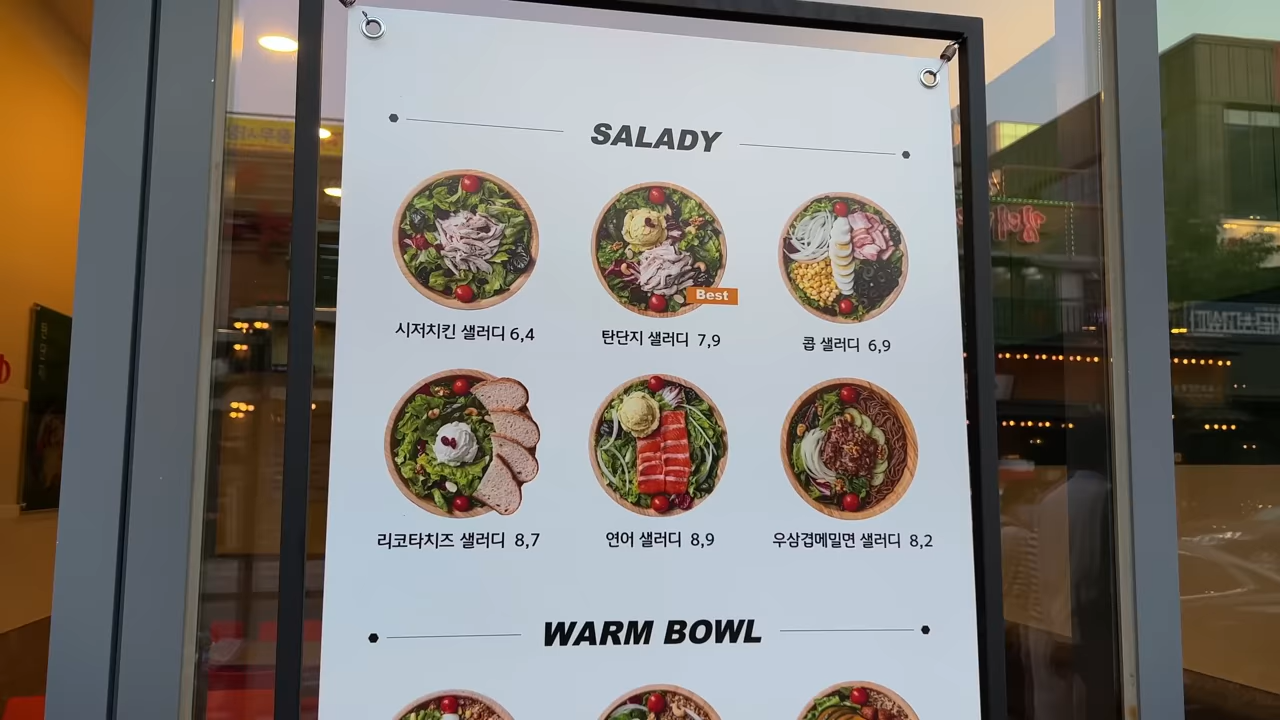 SALADY
Best
시저치킨 샐러디 6,4
탄단지 샐러디 7,9
콥 샐러디 6,9
리코타치즈 샐러디 8,7
연어 샐러디 8,9
우삼겹메밀면 샐러디 8,2
WARM BOWL